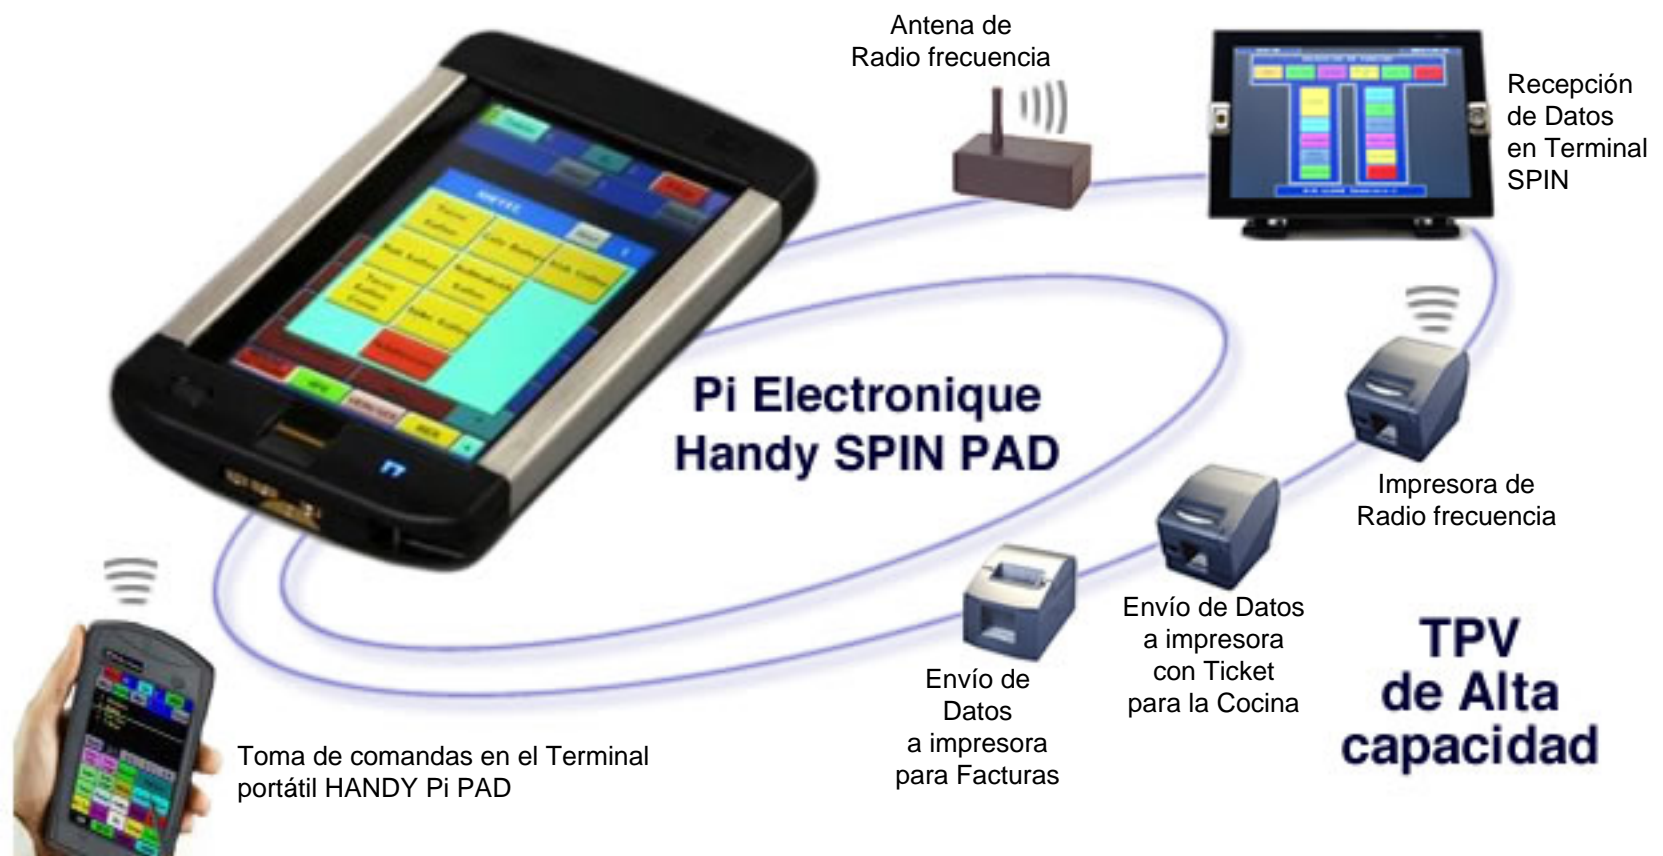 Antena de
Radio frecuencia
Recepción
de Datos
en Terminal
SPIN
Pi Electronique
Handy SPIN PAD
Impresora de
Radio frecuencia
Envío de Datos
a impresora
con Ticket
para la Cocina
Envío de
Datos
a impresora
para Facturas
TPV
de Alta
capacidad
Toma de comandas en el Terminal
portátil HANDY Pi PAD